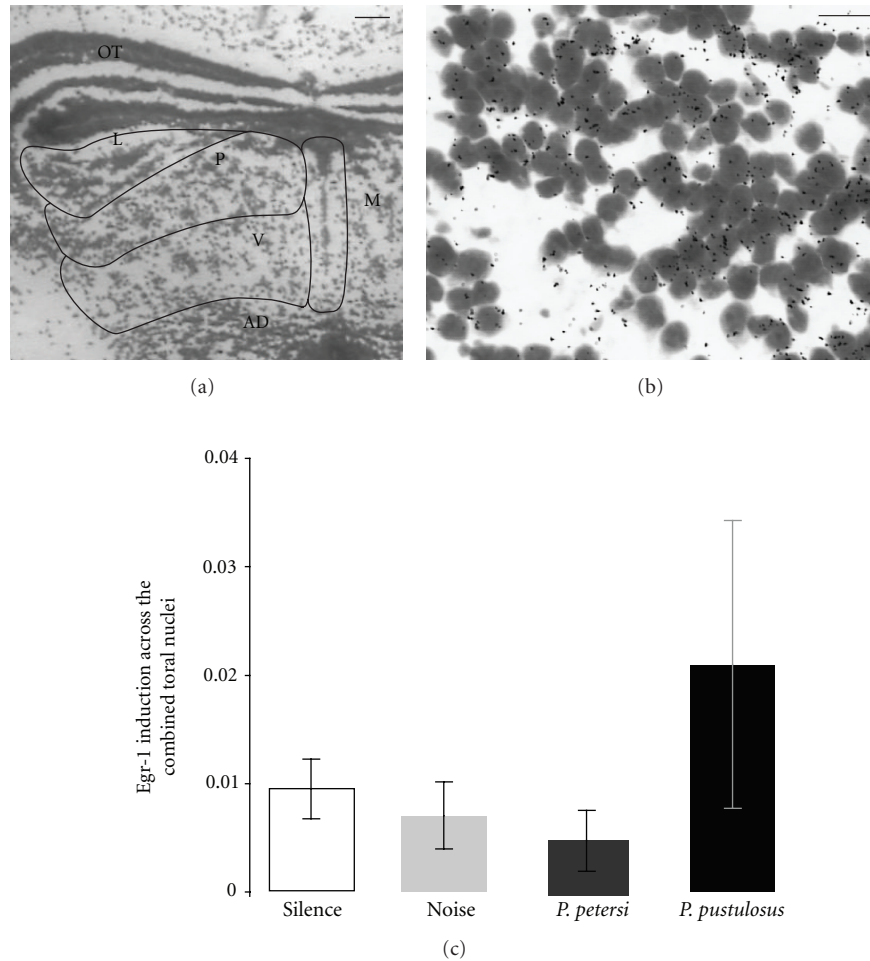 OT
L
P
M
V
AD
(a)
(b)
0.04
0.03
0.02
0.01
0
Egr-1 induction across the
combined toral nuclei
Silence
Noise
P. petersi
P. pustulosus
(c)